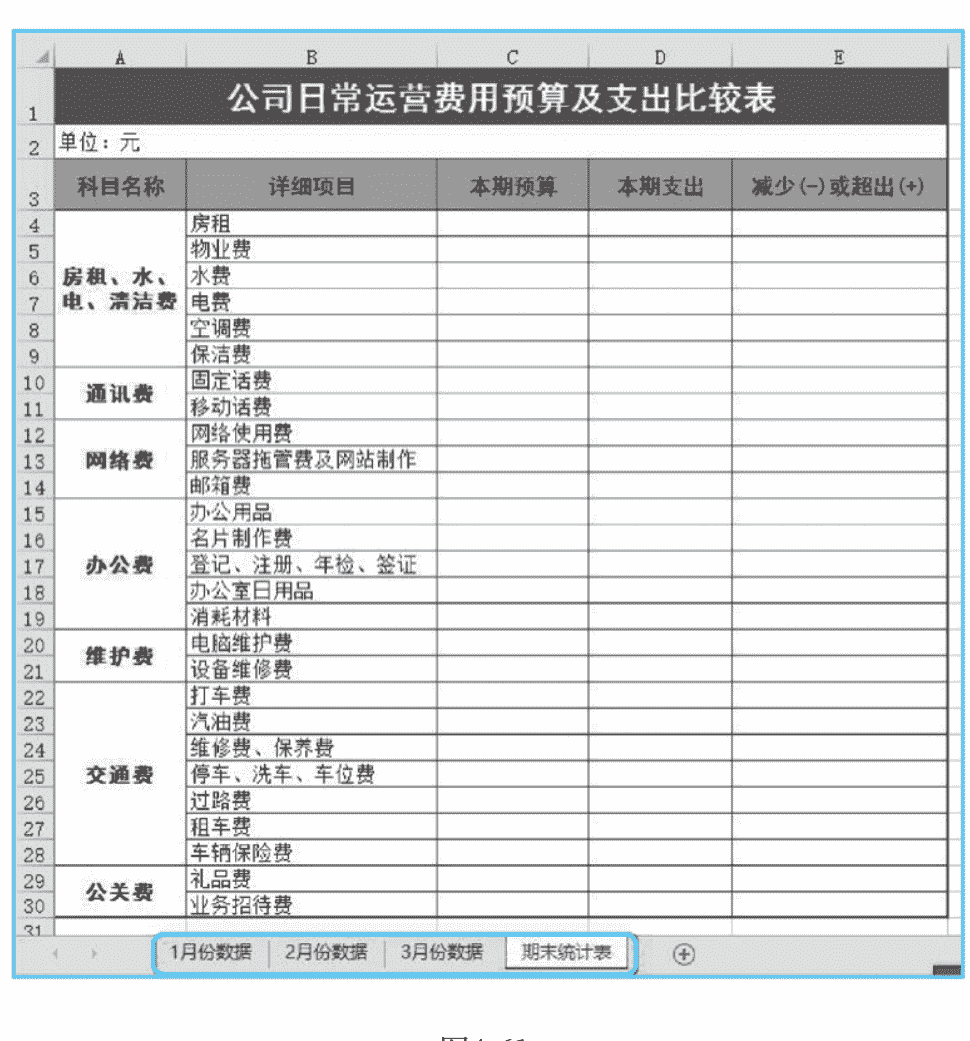 A B C D E
1 公司日常运营费用预算及支出比较表
2 单位：元
3 科目名称 详细项目 本期预算 本期支出 减少(-)或超出(+)
4 房租
5 物业费
6 房租、水、 水费
7 电、清洁费 电费
8 空调费
9 保洁费
10 通讯费 固定话费
11 移动话费
12 网络使用费
13 网络费 服务器拖管费及网站制作
14 邮箱费
15 办公用品
16 名片制作费
17 办公费 登记、注册、年检、签证
18 办公室日用品
19 消耗材料
20 维护费 电脑维护费
21 设备维修费
22 打车费
23 汽油费
24 维修费、保养费
25 交通费 停车、洗车、车位费
26 过路费
27 租车费
28 车辆保险费
29 公关费 礼品费
30 业务招待费
31
1月份数据 2月份数据 3月份数据 期末统计表